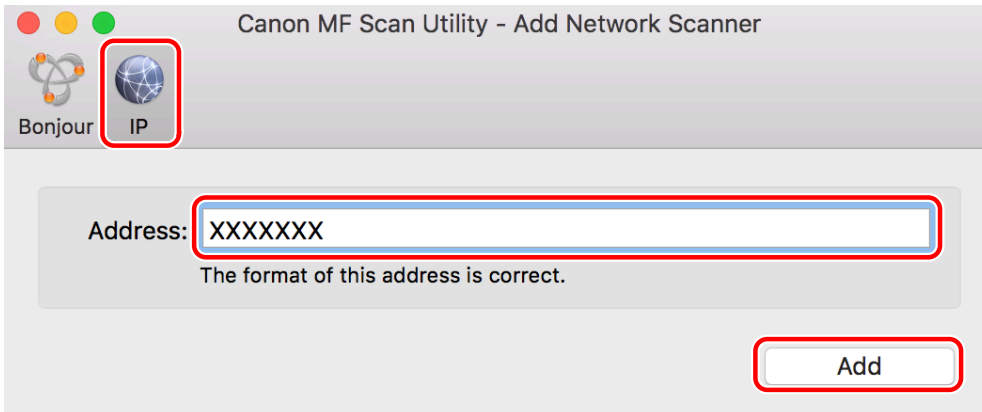 Canon MF Scan Utility - Add Network Scanner
Bonjour IP
Address: XXXXXXX
The format of this address is correct.
Add